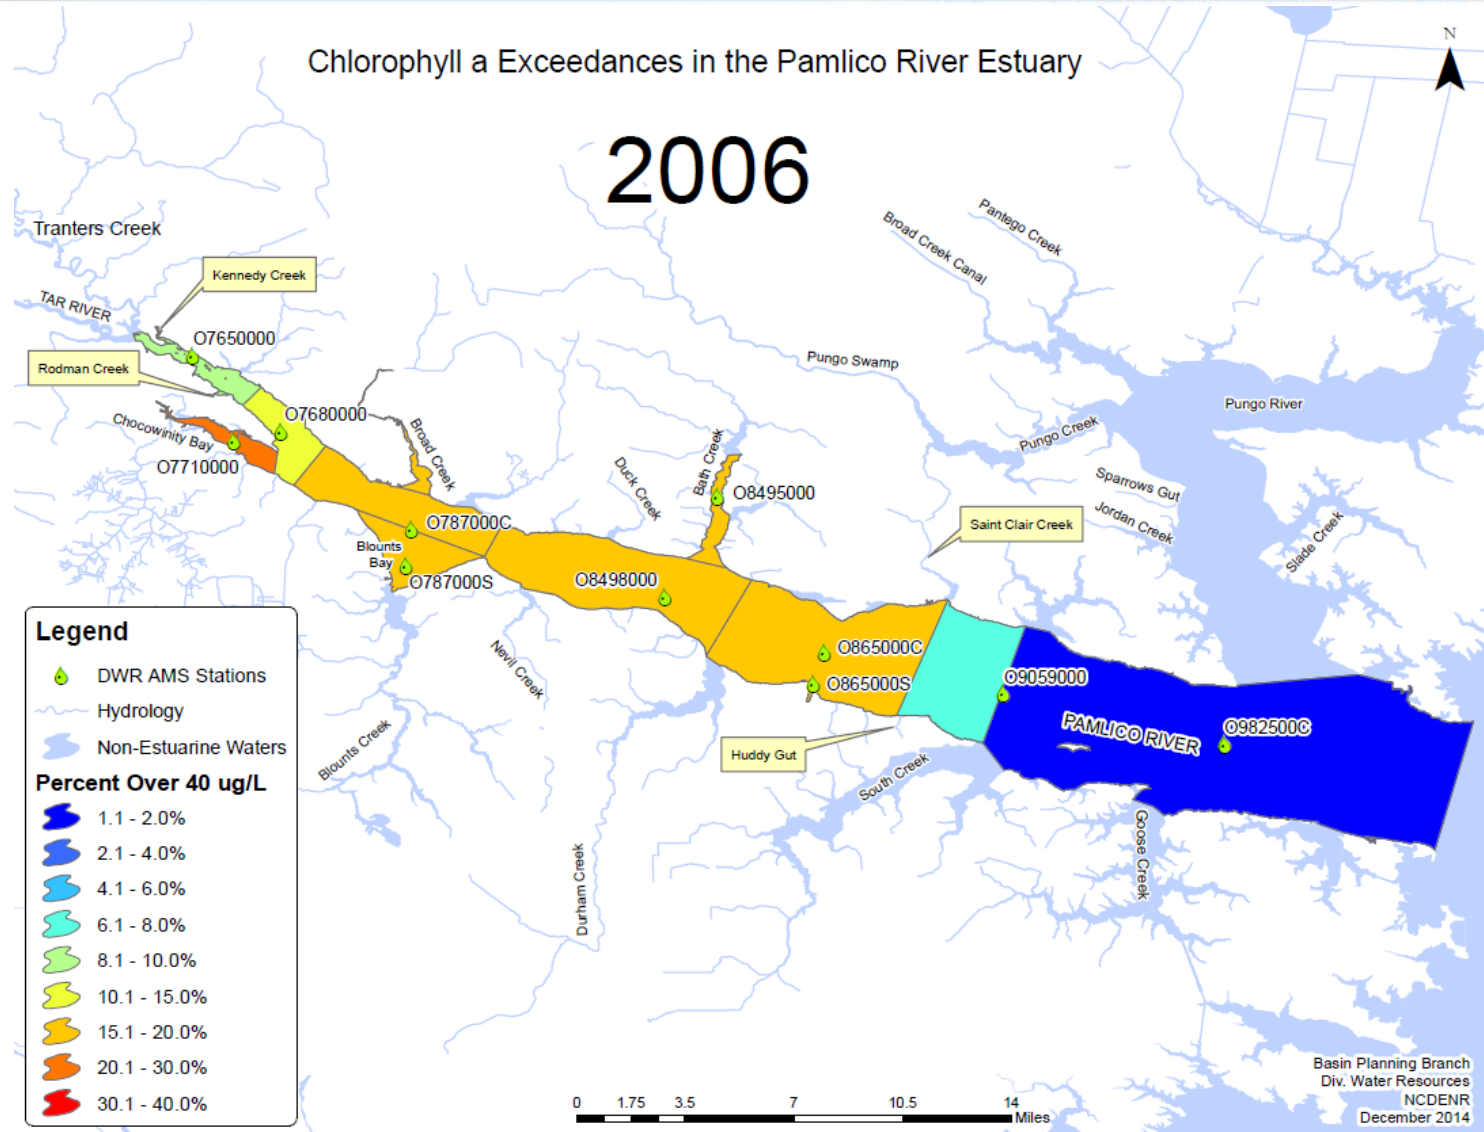 Chlorophyll a Exceedances in the Pamlico River Estuary
N
2006
Pantego Creek
Broad Creek Canal
Tranters Creek
Kennedy Creek
TAR RIVER
O7650000
Rodman Creek
Pungo Swamp
Pungo River
O7680000
Chocowinity Bay
O7710000
Broad Creek
Pungo Creek
Duck Creek
Bath Creek
O8495000
Sparrows Gut
Jordan Creek
Saint Clair Creek
Slade Creek
O787000C
Blounts
Bay
O787000S
O8498000
O865000C
O865000S
O9059000
Nevil Creek
PAMLICO RIVER
O982500C
Huddy Gut
South Creek
Blounts Creek
Goose Creek
Durham Creek
Legend
DWR AMS Stations
Hydrology
Non-Estuarine Waters
Percent Over 40 ug/L
1.1 - 2.0%
2.1 - 4.0%
4.1 - 6.0%
6.1 - 8.0%
8.1 - 10.0%
10.1 - 15.0%
15.1 - 20.0%
20.1 - 30.0%
30.1 - 40.0%
0 1.75 3.5 7 10.5 14
Miles
Basin Planning Branch
Div. Water Resources
NCDENR
December 2014